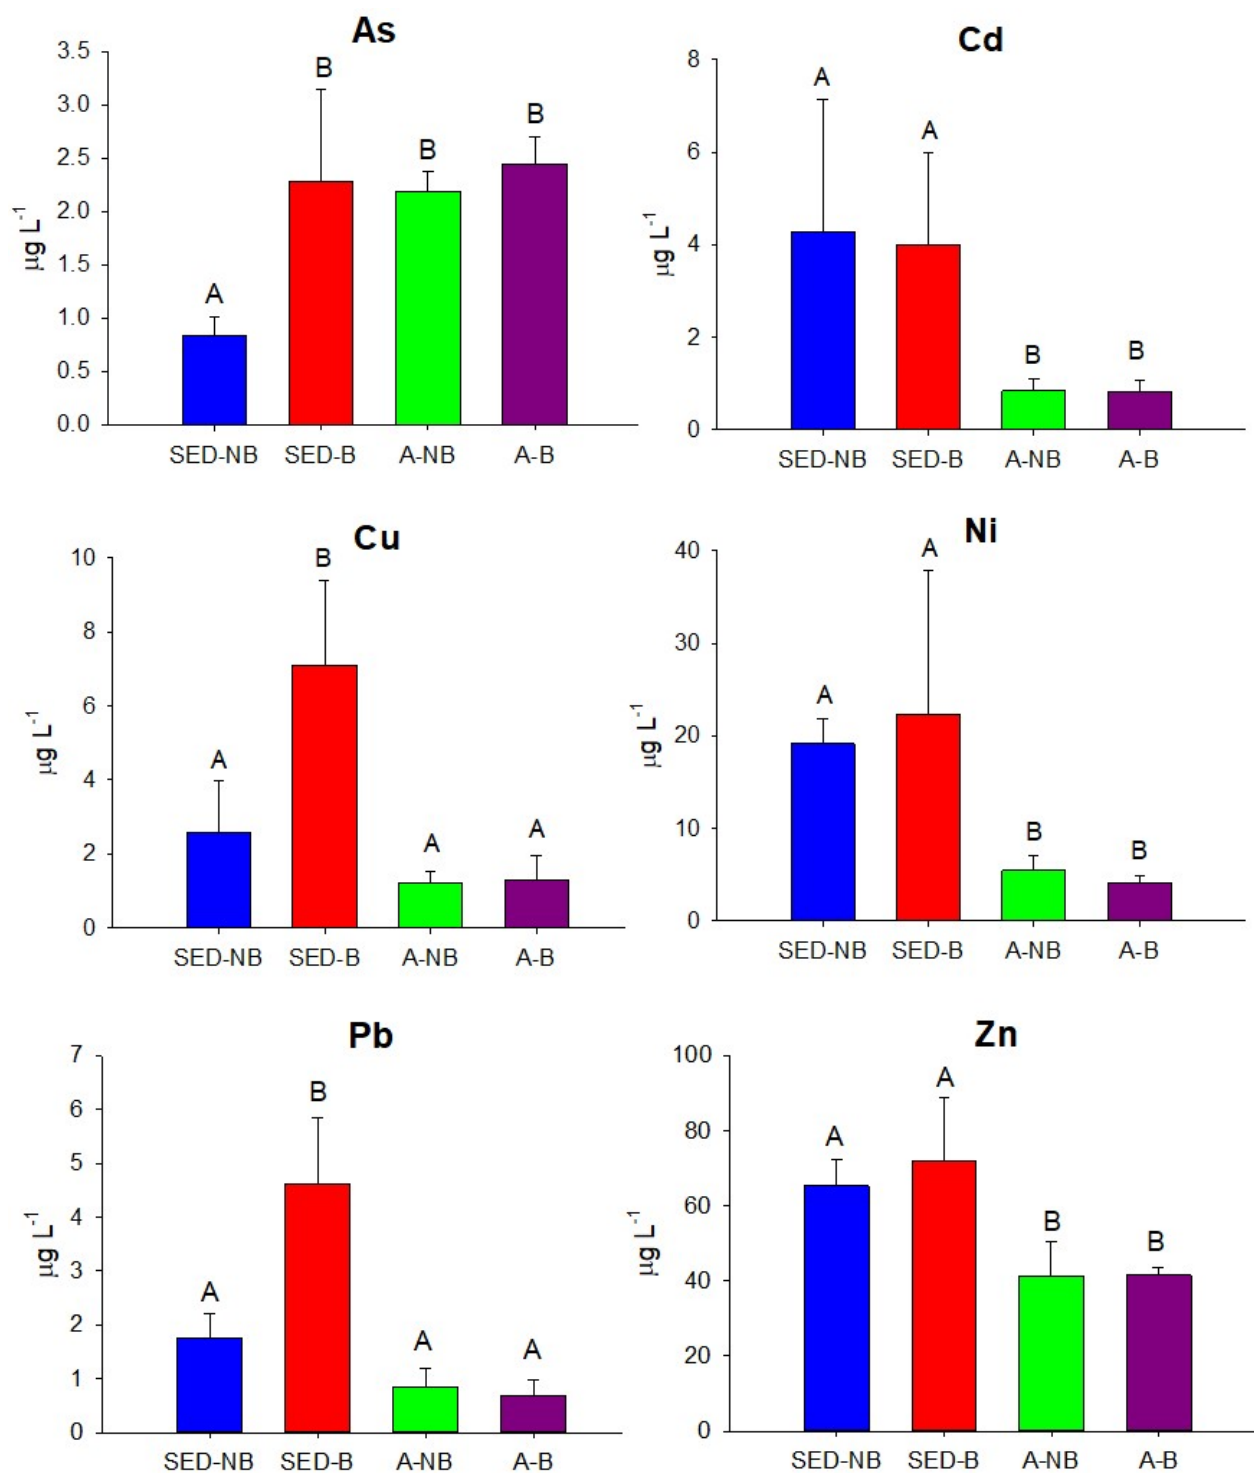 As
3.5
3.0
2.5
2.0
1.5
1.0
0.5
0.0
µg L⁻¹
A
B
B
B
SED-NB SED-B A-NB A-B
Cd
8
6
4
2
0
µg L⁻¹
A
A
B
B
SED-NB SED-B A-NB A-B
Cu
10
8
6
4
2
0
µg L⁻¹
A
B
A
A
SED-NB SED-B A-NB A-B
Ni
40
30
20
10
0
µg L⁻¹
A
A
B
B
SED-NB SED-B A-NB A-B
Pb
7
6
5
4
3
2
1
0
µg L⁻¹
A
B
A
A
SED-NB SED-B A-NB A-B
Zn
100
80
60
40
20
0
µg L⁻¹
A
A
B
B
SED-NB SED-B A-NB A-B